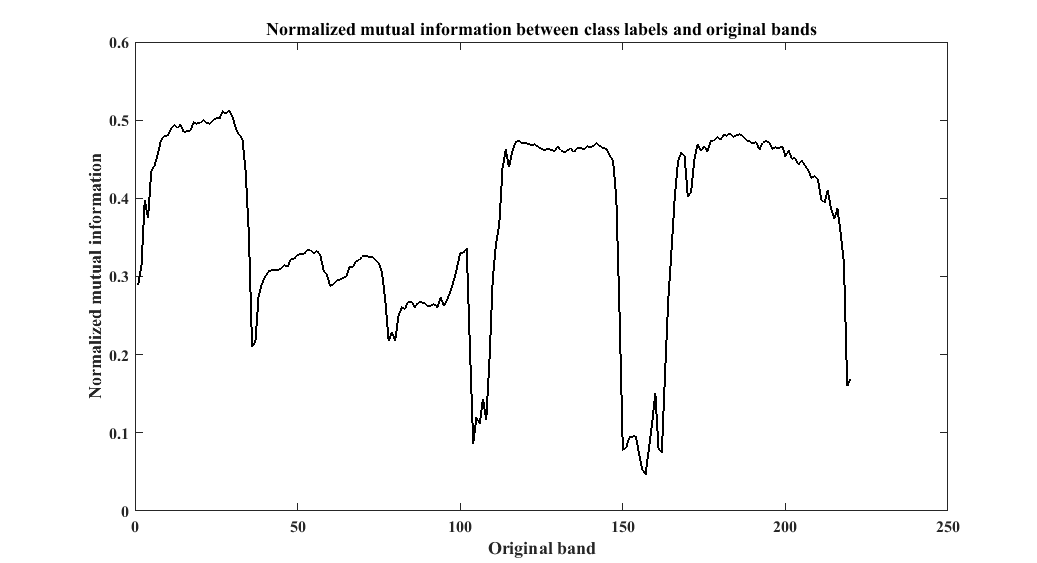 Normalized mutual information between class labels and original bands
0.6
0.5
0.4
0.3
0.2
0.1
0
Normalized mutual information
0 50 100 150 200 250
Original band